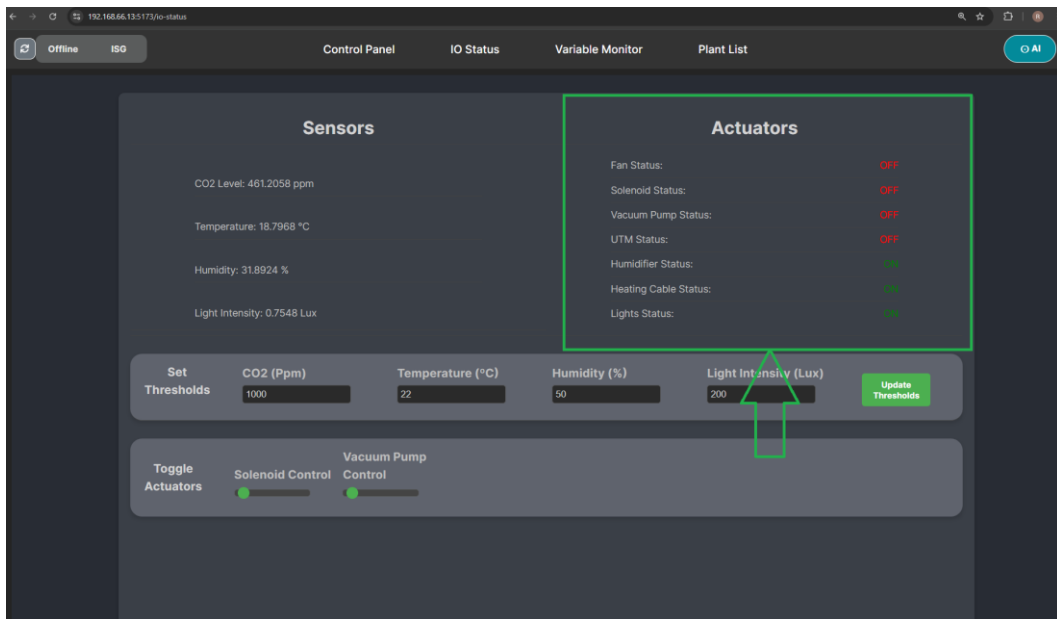 192.168.66.13:5173/io-status
R
Offline ISG Control Panel IO Status Variable Monitor Plant List AI
Sensors
CO2 Level: 461.2058 ppm
Temperature: 18.7968 °C
Humidity: 31.8924 %
Light Intensity: 0.7548 Lux
Actuators
Fan Status: OFF
Solenoid Status: OFF
Vacuum Pump Status: OFF
UTM Status: OFF
Humidifier Status: ON
Heating Cable Status: ON
Lights Status: ON
Set
Thresholds
CO2 (Ppm)
1000
Temperature (°C)
22
Humidity (%)
50
Light Intensity (Lux)
200
Update
Thresholds
Toggle
Actuators
Solenoid Control
Vacuum Pump
Control